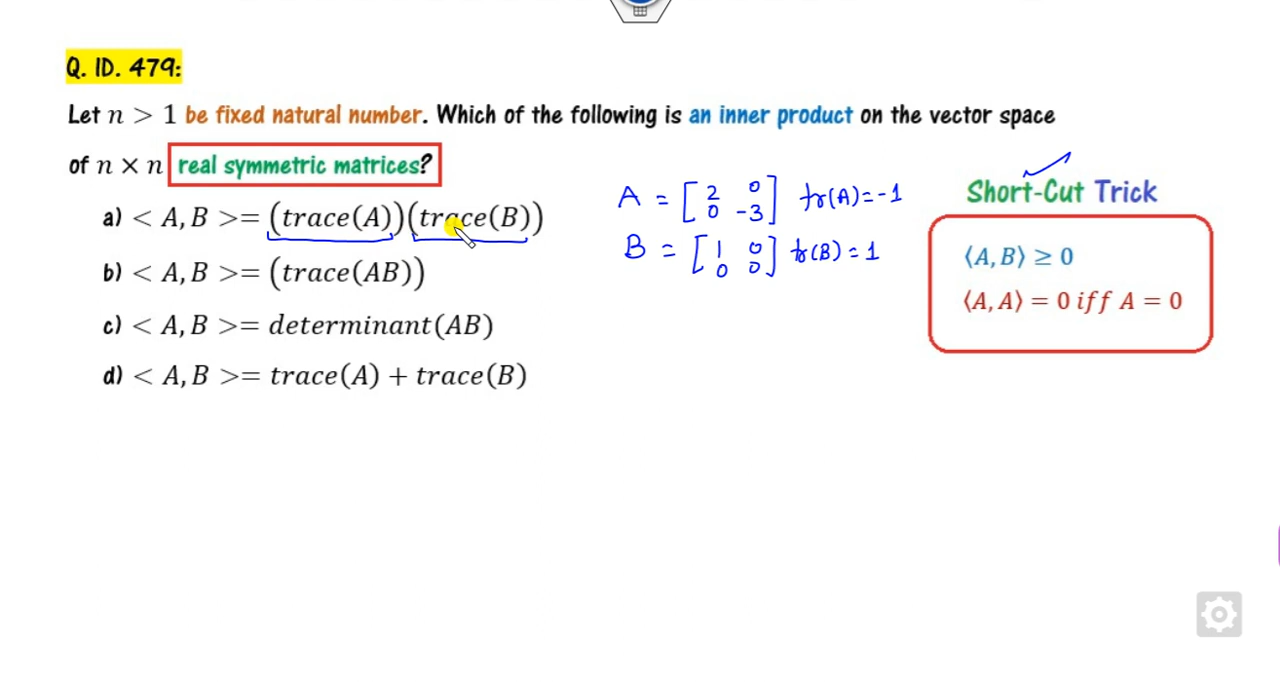 Q. ID. 479:
Let n > 1 be fixed natural number. Which of the following is an inner product on the vector space
of n × n real symmetric matrices?
a) < A, B >= (trace(A))(trace(B))
b) < A, B >= (trace(AB))
c) < A, B >= determinant(AB)
d) < A, B >= trace(A) + trace(B)
A = [2 0
0 -3] tr(A)=-1
B = [1 0
0 0] tr(B)=1
Short-Cut Trick
⟨A, B⟩ ≥ 0
⟨A, A⟩ = 0 iff A = 0